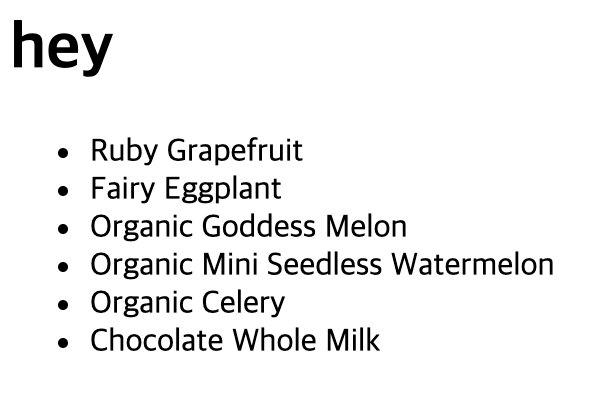 hey
• Ruby Grapefruit
• Fairy Eggplant
• Organic Goddess Melon
• Organic Mini Seedless Watermelon
• Organic Celery
• Chocolate Whole Milk